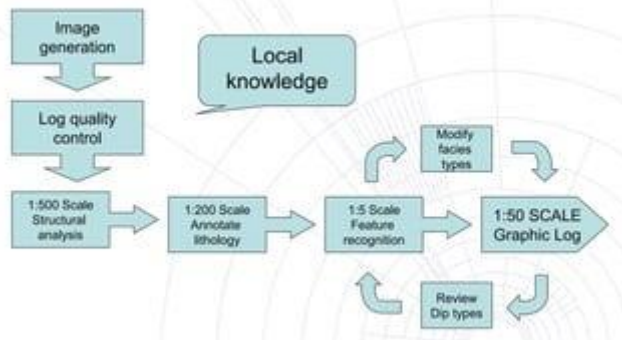 Image
generation
Local
knowledge
Log quality
control
Modify
facies
types
1:500 Scale
Structural
analysis
1:200 Scale
Annotate
lithology
1:5 Scale
Feature
recognition
1:50 SCALE
Graphic Log
Review
Dip types